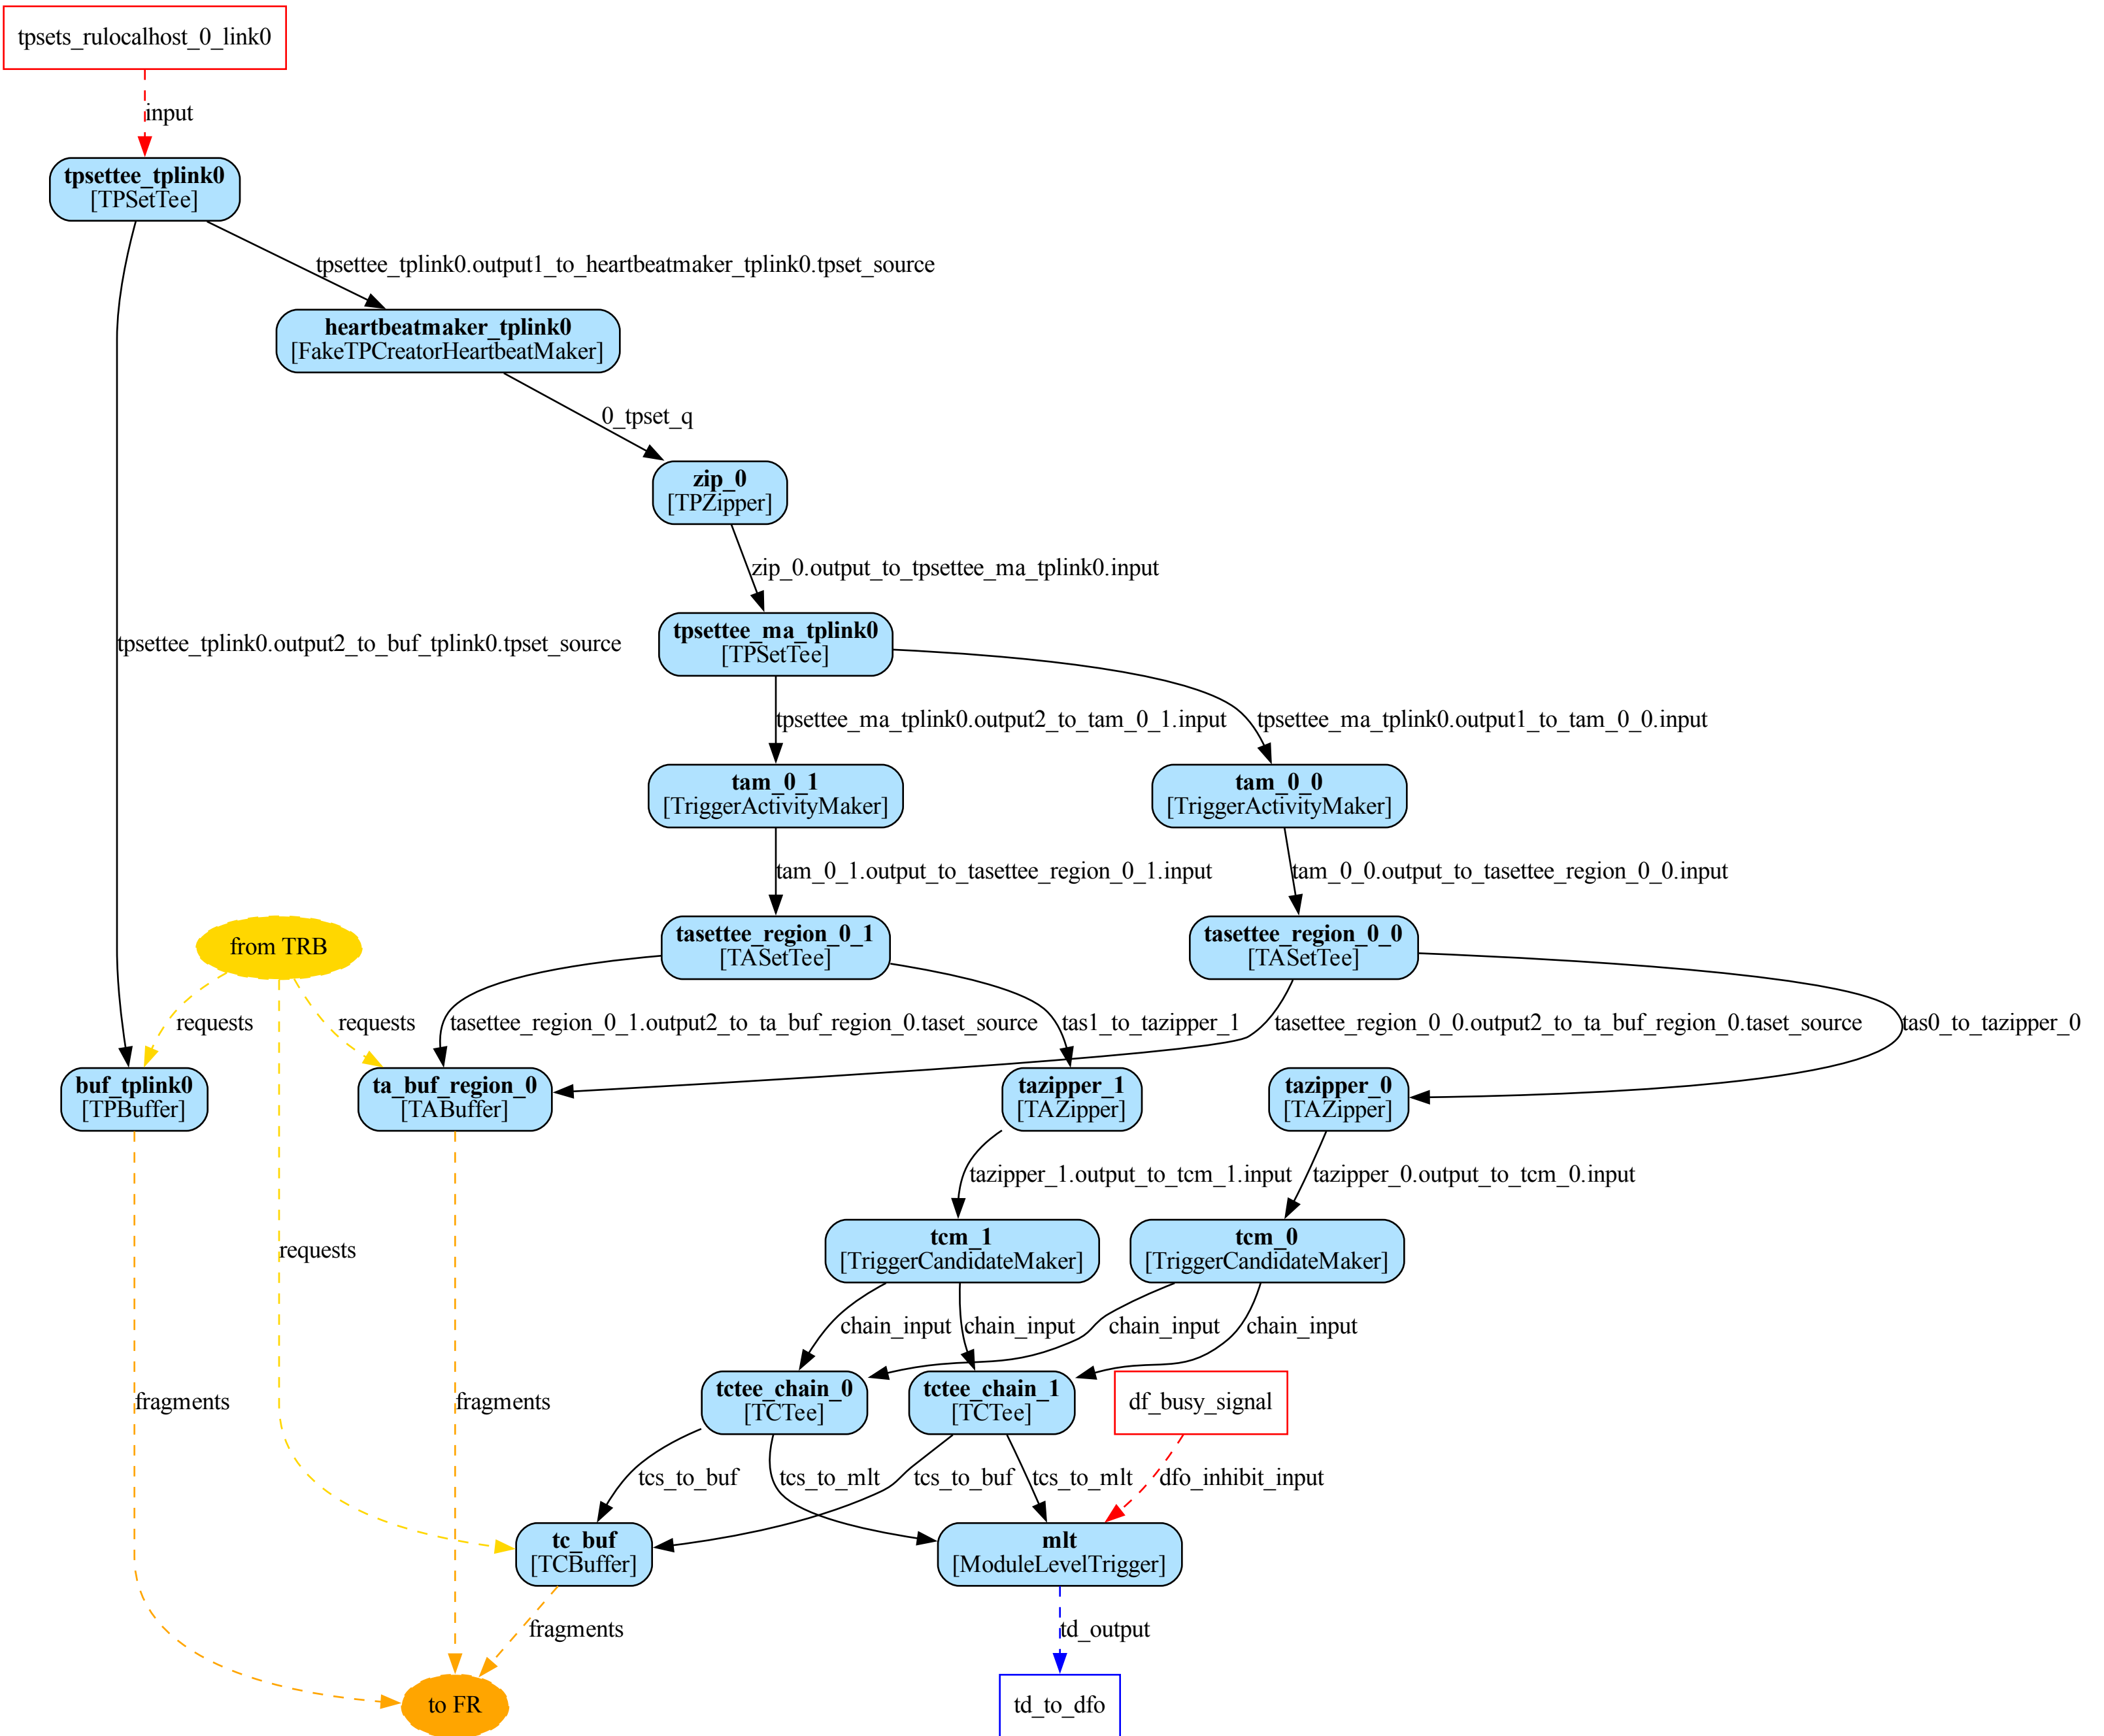 tpsets_rulocalhost_0_link0
input
tpsettee_tplink0
[TPSetTee]
tpsettee_tplink0.output1_to_heartbeatmaker_tplink0.tpset_source
heartbeatmaker_tplink0
[FakeTPCreatorHeartbeatMaker]
0_tpset_q
zip_0
[TPZipper]
zip_0.output_to_tpsettee_ma_tplink0.input
tpsettee_tplink0.output2_to_buf_tplink0.tpset_source
tpsettee_ma_tplink0
[TPSetTee]
tpsettee_ma_tplink0.output2_to_tam_0_1.input
tpsettee_ma_tplink0.output1_to_tam_0_0.input
tam_0_1
[TriggerActivityMaker]
tam_0_0
[TriggerActivityMaker]
tam_0_1.output_to_tasettee_region_0_1.input
tam_0_0.output_to_tasettee_region_0_0.input
from TRB
tasettee_region_0_1
[TASetTee]
tasettee_region_0_0
[TASetTee]
requests
requests
tasettee_region_0_1.output2_to_ta_buf_region_0.taset_source
tas1_to_tazipper_1
tasettee_region_0_0.output2_to_ta_buf_region_0.taset_source
tas0_to_tazipper_0
buf_tplink0
[TPBuffer]
ta_buf_region_0
[TABuffer]
tazipper_1
[TAZipper]
tazipper_0
[TAZipper]
tazipper_1.output_to_tcm_1.input
tazipper_0.output_to_tcm_0.input
requests
tcm_1
[TriggerCandidateMaker]
tcm_0
[TriggerCandidateMaker]
chain_input
chain_input
chain_input
chain_input
fragments
fragments
tctee_chain_0
[TCTee]
tctee_chain_1
[TCTee]
df_busy_signal
tcs_to_buf
tcs_to_mlt
tcs_to_buf
tcs_to_mlt
dfo_inhibit_input
tc_buf
[TCBuffer]
mlt
[ModuleLevelTrigger]
fragments
td_output
to FR
td_to_dfo